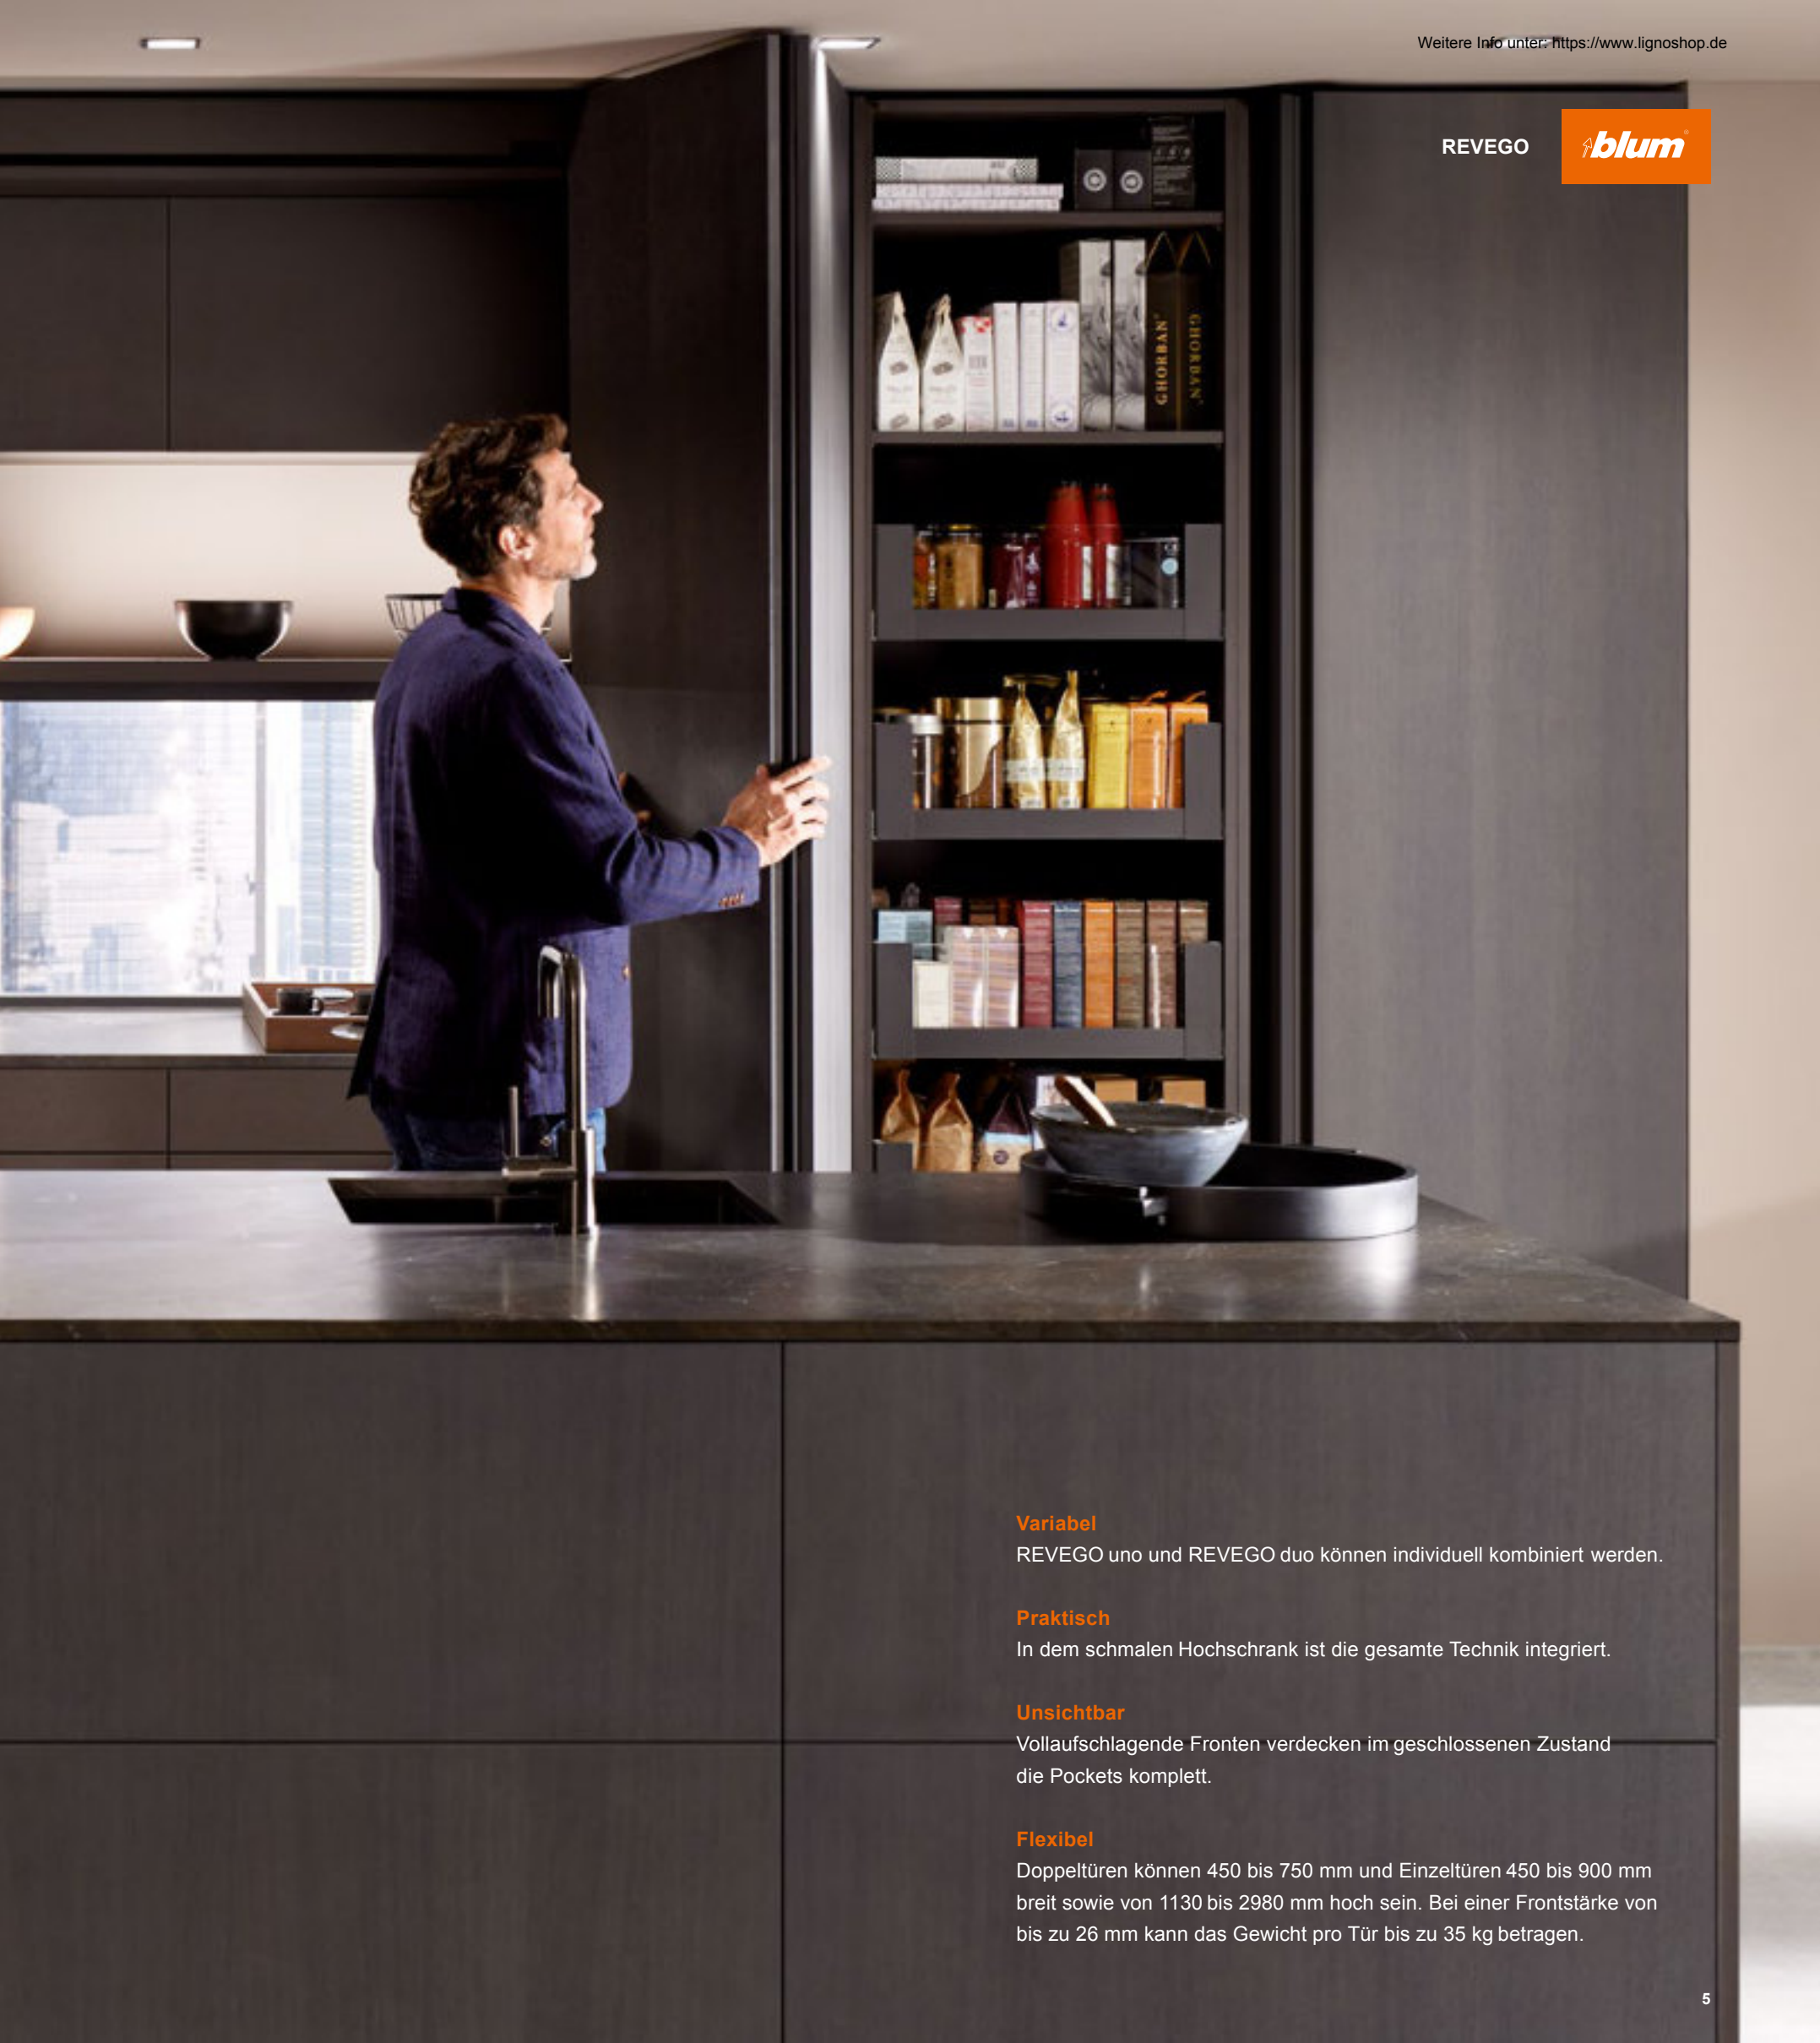 Weitere Info unter: https://www.lignoshop.de
REVEGO
blum
GHORBAN
GHORBAN
Variabel
REVEGO uno und REVEGO duo können individuell kombiniert werden.
Praktisch
In dem schmalen Hochschrank ist die gesamte Technik integriert.
Unsichtbar
Vollaufschlagende Fronten verdecken im geschlossenen Zustand
die Pockets komplett.
Flexibel
Doppeltüren können 450 bis 750 mm und Einzeltüren 450 bis 900 mm
breit sowie von 1130 bis 2980 mm hoch sein. Bei einer Frontstärke von
bis zu 26 mm kann das Gewicht pro Tür bis zu 35 kg betragen.
5